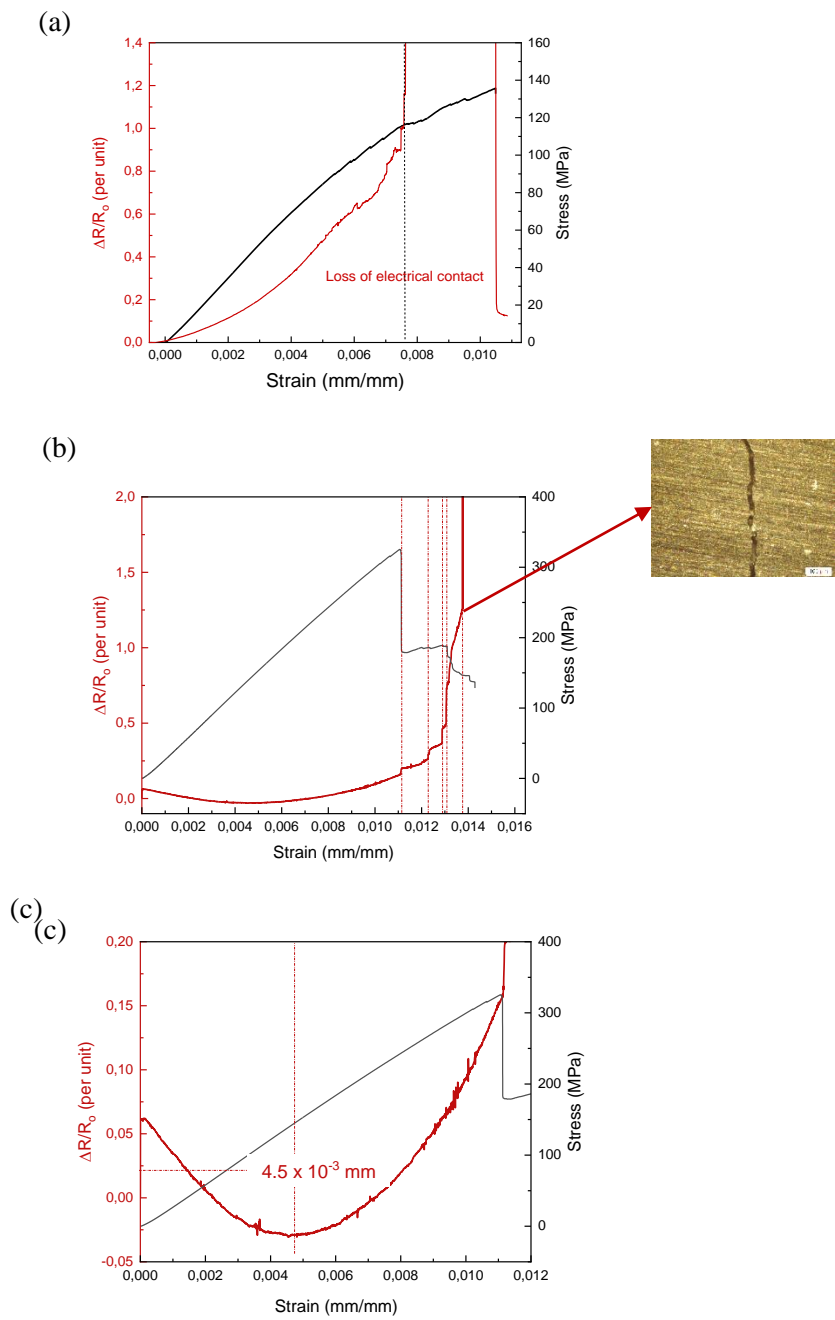 (a)
1,4
1,2
1,0
0,8
0,6
0,4
0,2
0,0
ΔR/Ro (per unit)
160
140
120
100
80
60
40
20
0
Stress (MPa)
Loss of electrical contact
0,000 0,002 0,004 0,006 0,008 0,010
Strain (mm/mm)
(b)
2,0
1,5
1,0
0,5
0,0
ΔR/Ro (per unit)
400
300
200
100
0
Stress (MPa)
0,000 0,002 0,004 0,006 0,008 0,010 0,012 0,014 0,016
Strain (mm/mm)
(c)
(c)
0,20
0,15
0,10
0,05
0,00
-0,05
ΔR/Ro (per unit)
400
300
200
100
0
Stress (MPa)
4.5 x 10-3 mm
0,000 0,002 0,004 0,006 0,008 0,010 0,012
Strain (mm/mm)